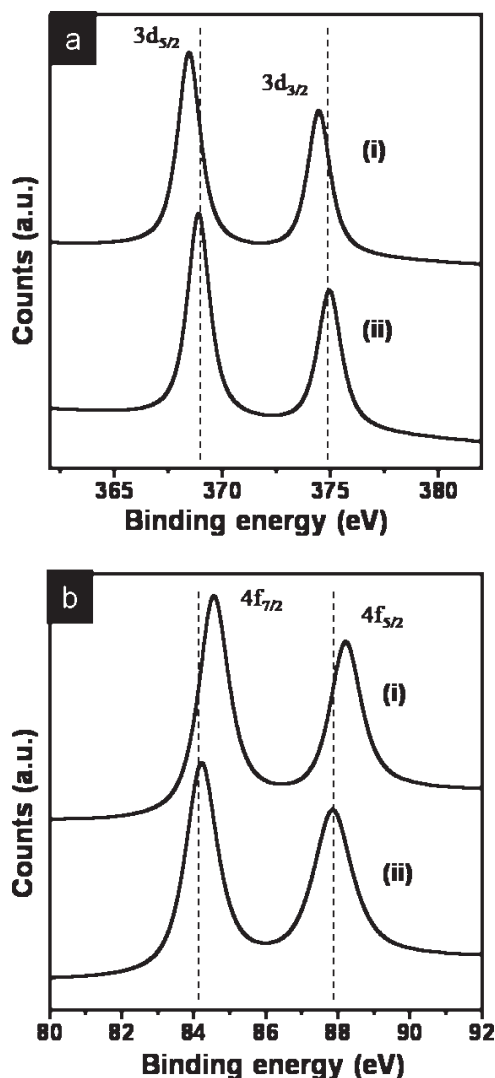 a
3d5/2
3d3/2
(i)
(ii)
Counts (a.u.)
365 370 375 380
Binding energy (eV)
b
4f7/2
4f5/2
(i)
(ii)
Counts (a.u.)
80 82 84 86 88 90 92
Binding energy (eV)